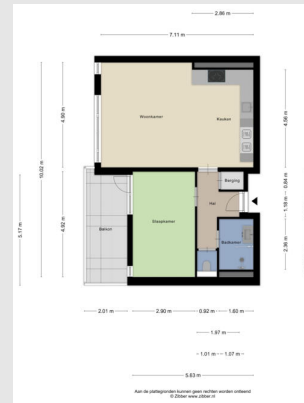 2.86 m
7.11 m
Woonkamer
Keuken
4.90 m
4.56 m
10.02 m
Berging
0.84 m
Hal
1.18 m
Slaapkamer
Balkon
Badkamer
5.17 m
4.92 m
2.36 m
2.01 m
2.90 m
0.92 m
1.60 m
1.97 m
1.01 m
1.07 m
5.63 m
Aan de plattegronden kunnen geen rechten worden ontleend
© Zibber www.zibber.nl